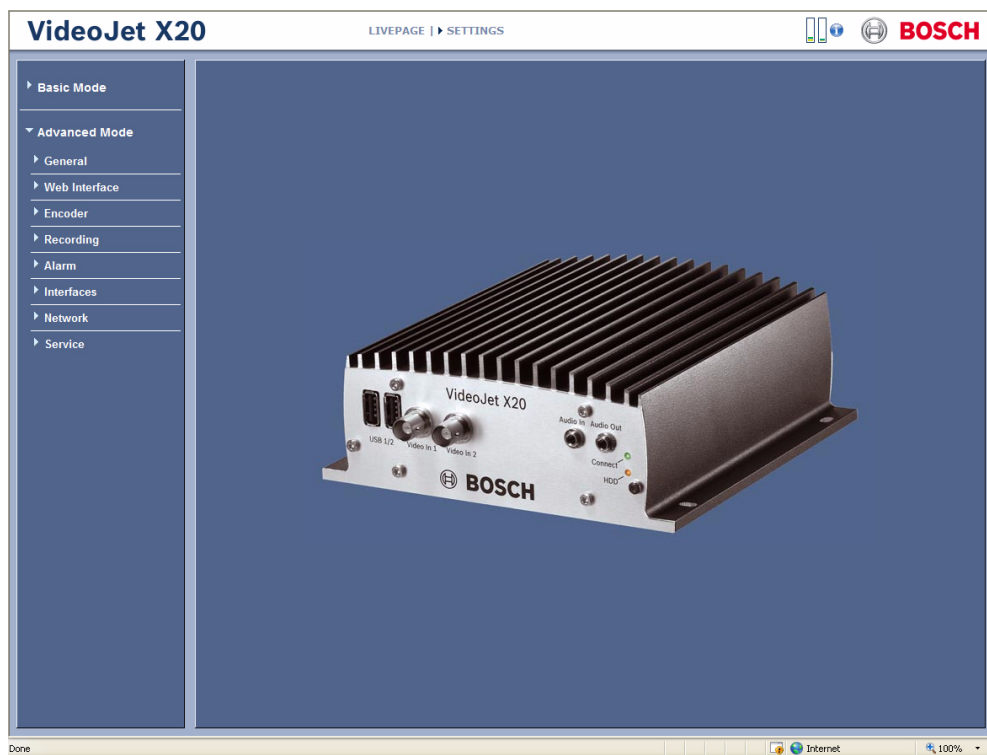 VideoJet X20
LIVEPAGE | SETTINGS
BOSCH
Basic Mode
Advanced Mode
General
Web Interface
Encoder
Recording
Alarm
Interfaces
Network
Service
VideoJet X20
USB 1/2
Video In 1
Video In 2
Audio In
Audio Out
Connect
HDD
BOSCH
Done
Internet
100%